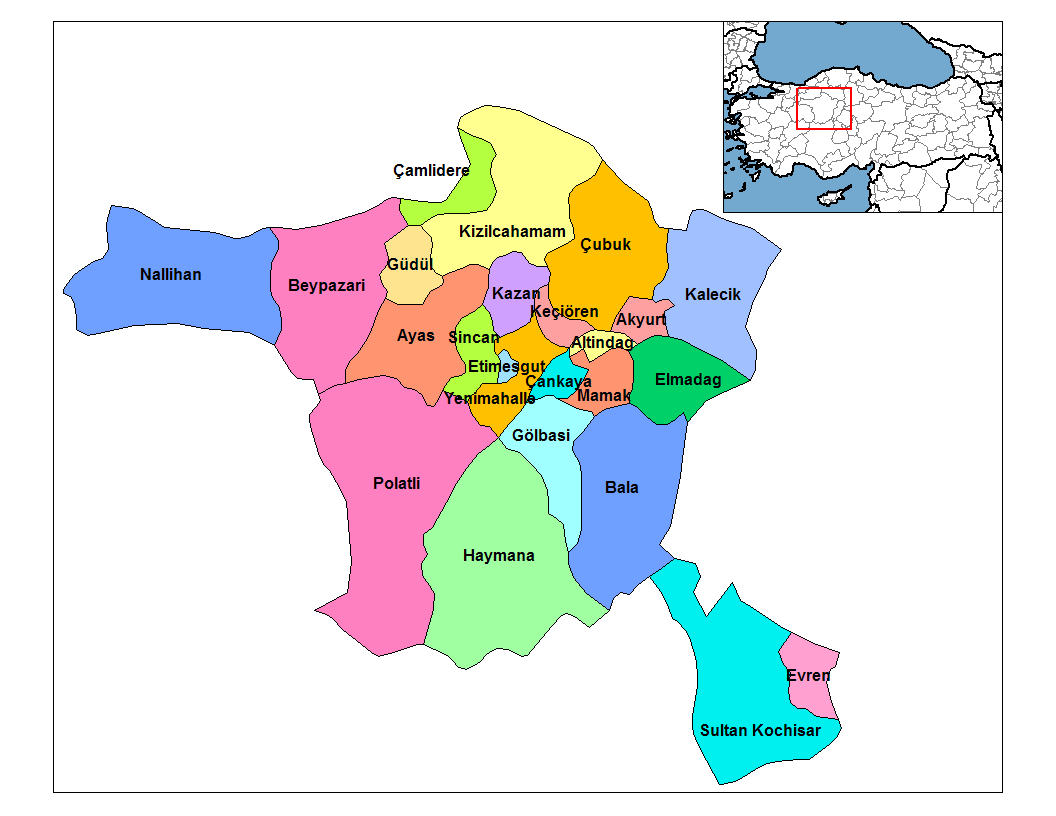 Çamlidere
Kizilcahamam
Çubuk
Güdül
Nallihan
Beypazari
Kazan
Kalecik
Keçiören
Akyurt
Ayas
Sincan
Altindag
Etimesgut
Çankaya
Elmadag
Yenimahalle
Mamak
Gölbasi
Polatli
Bala
Haymana
Evren
Sultan Kochisar